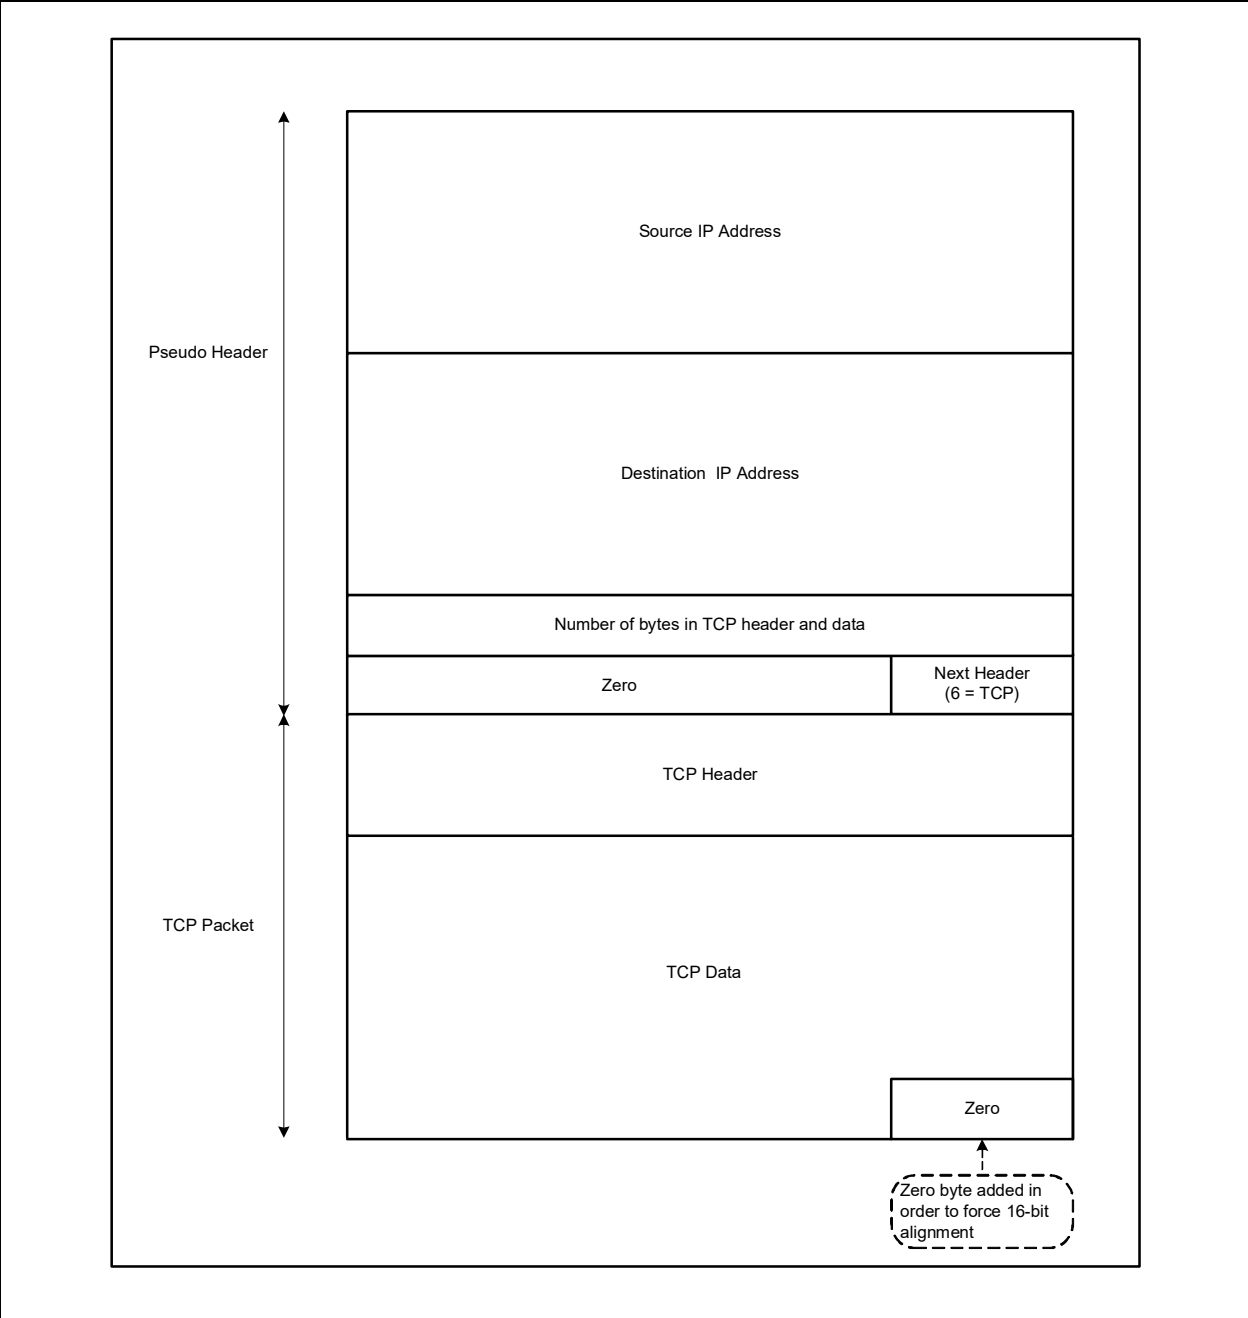 Source IP Address
Pseudo Header
Destination  IP Address
Number of bytes in TCP header and data
Zero
Next Header
(6 = TCP)
TCP Header
TCP Packet
TCP Data
Zero
Zero byte added in
order to force 16-bit
alignment